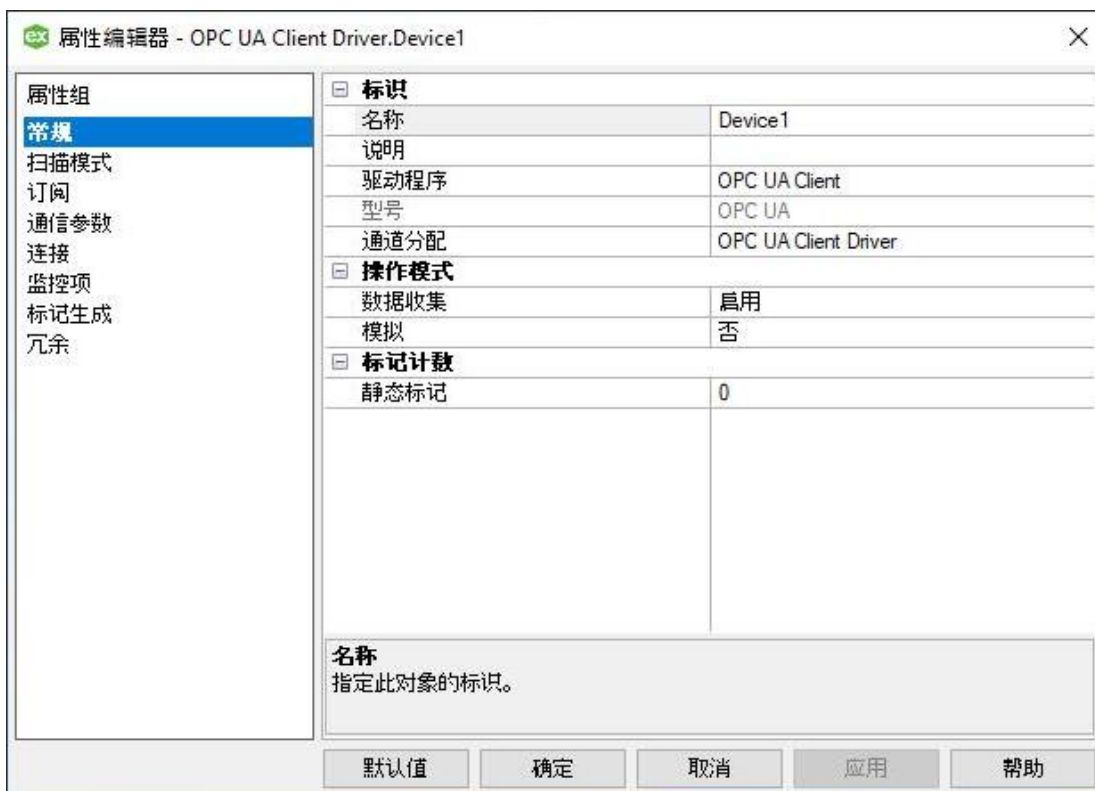 ex 属性编辑器 - OPC UA Client Driver.Device1
属性组
常规
扫描模式
订阅
通信参数
连接
监控项
标记生成
冗余
标识
名称 Device1
说明
驱动程序 OPC UA Client
型号 OPC UA
通道分配 OPC UA Client Driver
操作模式
数据收集 启用
模拟 否
标记计数
静态标记 0
名称
指定此对象的标识。
默认值 确定 取消 应用 帮助